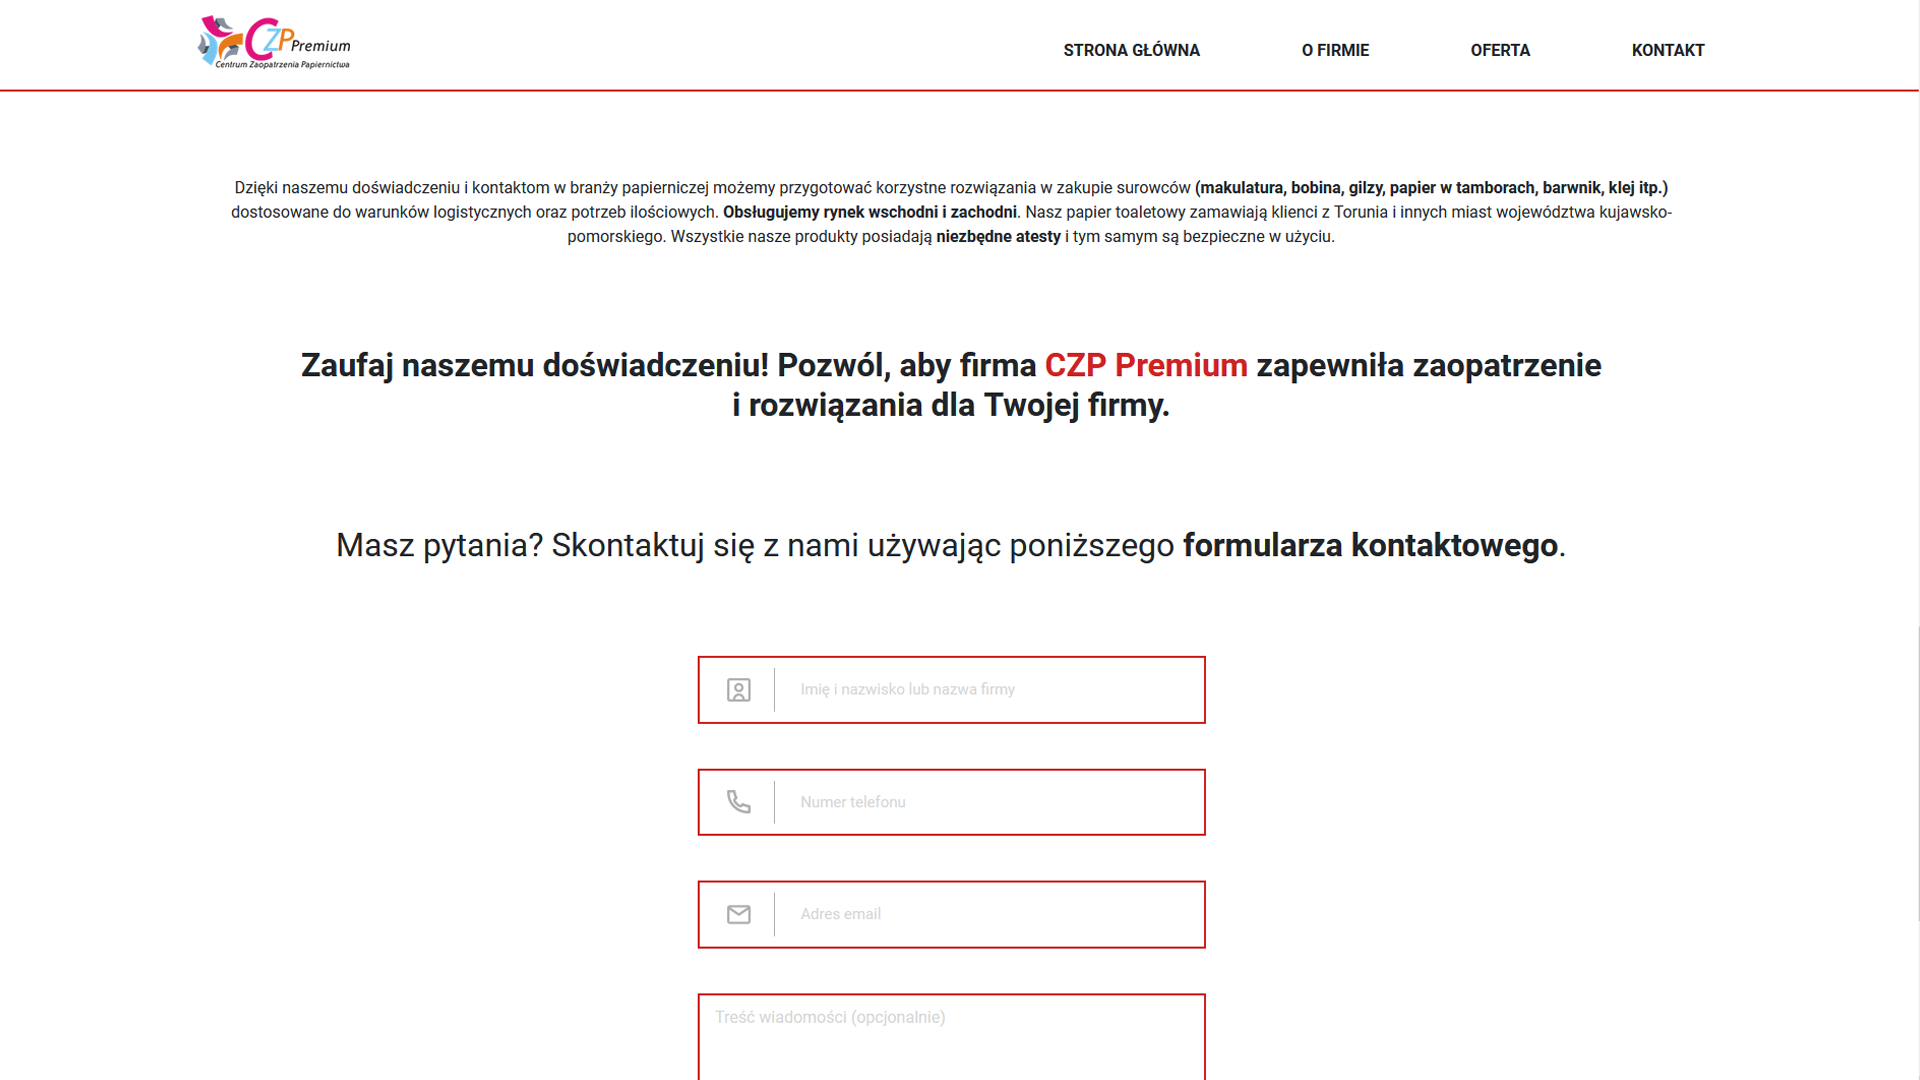 CZP Premium
Centrum Zaopatrzenia Papiernictwa
STRONA GŁÓWNA
O FIRMIE
OFERTA
KONTAKT
Dzięki naszemu doświadczeniu i kontaktom w branży papierniczej możemy przygotować korzystne rozwiązania w zakupie surowców (makulatura, bobina, gilzy, papier w tamborach, barwnik, klej itp.)
dostosowane do warunków logistycznych oraz potrzeb ilościowych. Obsługujemy rynek wschodni i zachodni. Nasz papier toaletowy zamawiają klienci z Torunia i innych miast województwa kujawsko-
pomorskiego. Wszystkie nasze produkty posiadają niezbędne atesty i tym samym są bezpieczne w użyciu.
Zaufaj naszemu doświadczeniu! Pozwól, aby firma CZP Premium zapewniła zaopatrzenie
i rozwiązania dla Twojej firmy.
Masz pytania? Skontaktuj się z nami używając poniższego formularza kontaktowego.
Imię i nazwisko lub nazwa firmy
Numer telefonu
Adres email
Treść wiadomości (opcjonalnie)